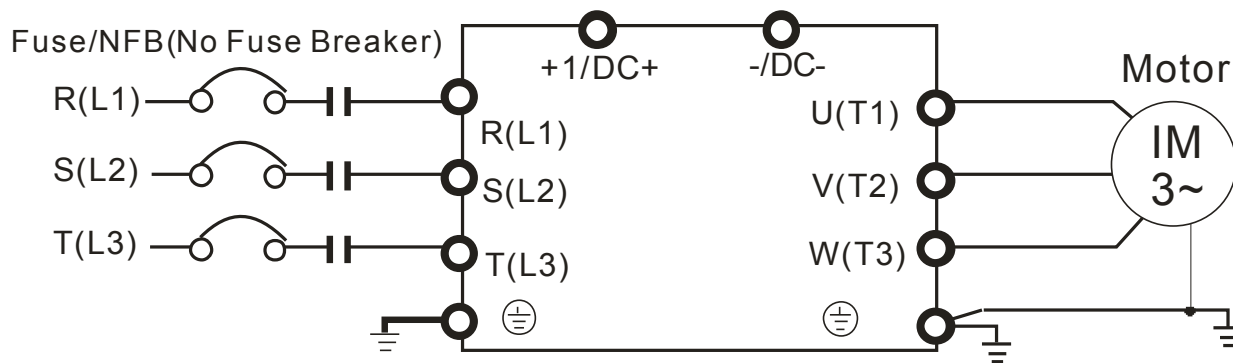 Fuse/NFB(No Fuse Breaker)
+1/DC+
-/DC-
Motor
R(L1)
R(L1)
U(T1)
IM
3~
S(L2)
S(L2)
V(T2)
T(L3)
T(L3)
W(T3)